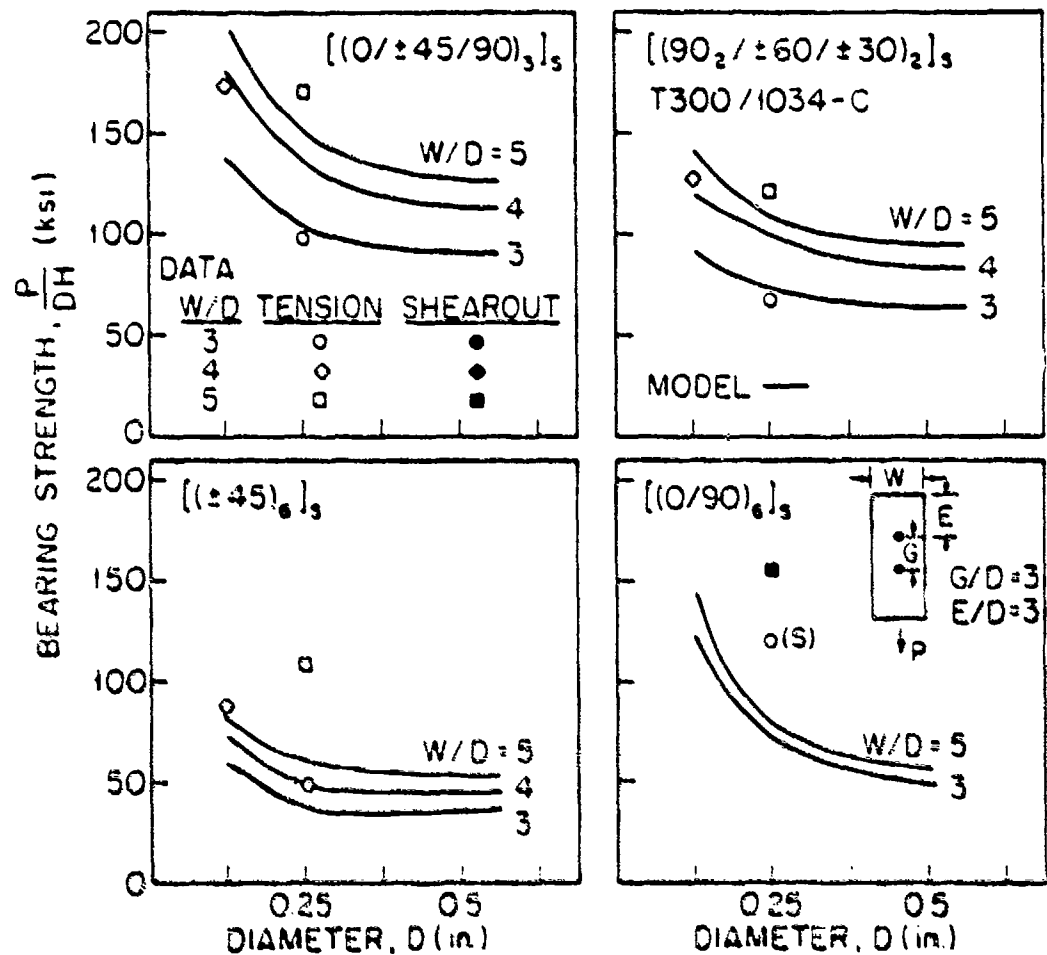 BEARING STRENGTH, P/DH (ksi)
200
150
100
50
0
[(0/±45/90)₃]ₛ
W/D = 5
4
3
DATA
W/D TENSION SHEAROUT
3 ○ ●
4 ◇ ◆
5 □ ■
[(90₂/±60/±30)₂]ₛ
T300/1034-C
W/D = 5
4
3
MODEL —
200
150
100
50
0
[(±45)₆]ₛ
W/D = 5
4
3
0.25 0.5
DIAMETER, D (in.)
[(0/90)₆]ₛ
W
E
G
G/D = 3
E/D = 3
P
(S)
W/D = 5
3
0.25 0.5
DIAMETER, D (in.)